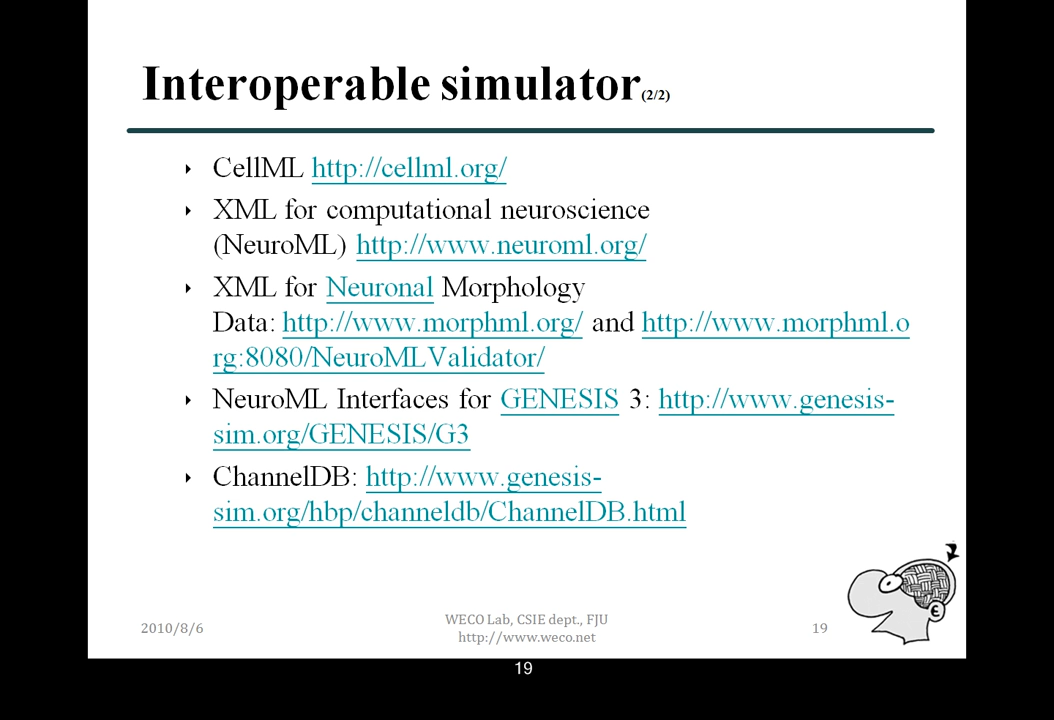 Interoperable simulator(2/2)
‣ CellML http://cellml.org/
‣ XML for computational neuroscience
(NeuroML) http://www.neuroml.org/
‣ XML for Neuronal Morphology
Data: http://www.morphml.org/ and http://www.morphml.o
rg:8080/NeuroMLValidator/
‣ NeuroML Interfaces for GENESIS 3: http://www.genesis-
sim.org/GENESIS/G3
‣ ChannelDB: http://www.genesis-
sim.org/hbp/channeldb/ChannelDB.html
2010/8/6
WECO Lab, CSIE dept., FJU
http://www.weco.net
19
19